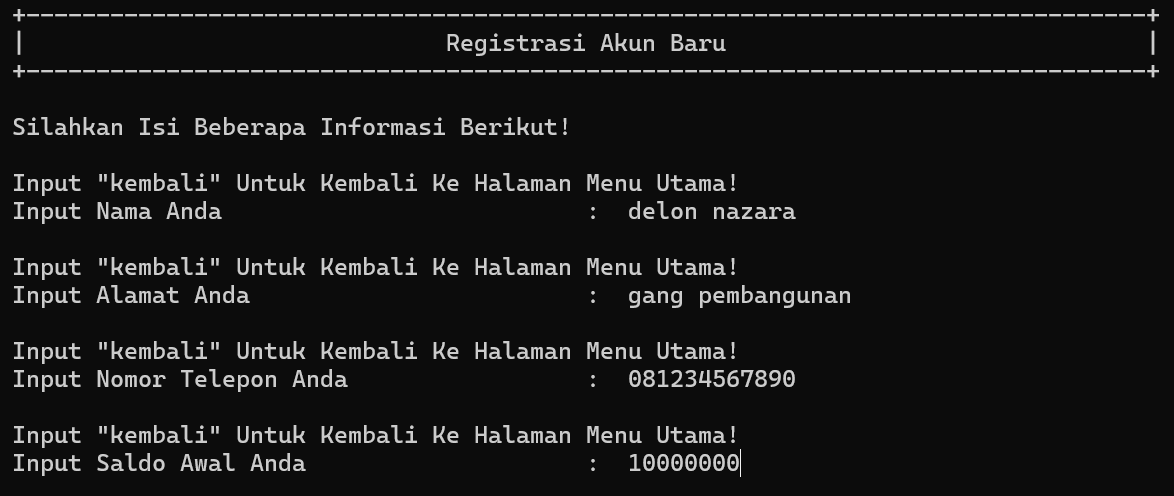 +--------------------------------------------------------------------------------+
|                              Registrasi Akun Baru                              |
+--------------------------------------------------------------------------------+
Silahkan Isi Beberapa Informasi Berikut!
Input "kembali" Untuk Kembali Ke Halaman Menu Utama!
Input Nama Anda                          :  delon nazara
Input "kembali" Untuk Kembali Ke Halaman Menu Utama!
Input Alamat Anda                        :  gang pembangunan
Input "kembali" Untuk Kembali Ke Halaman Menu Utama!
Input Nomor Telepon Anda                 :  081234567890
Input "kembali" Untuk Kembali Ke Halaman Menu Utama!
Input Saldo Awal Anda                    :  10000000